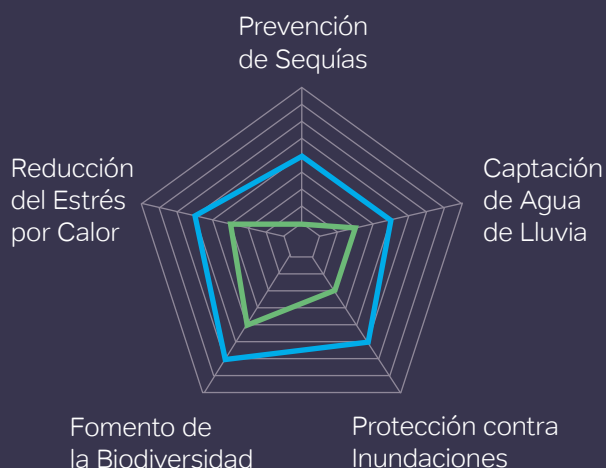 Prevención
de Sequías
Captación
de Agua
de Lluvia
Protección contra
Inundaciones
Fomento de
la Biodiversidad
Reducción
del Estrés
por Calor